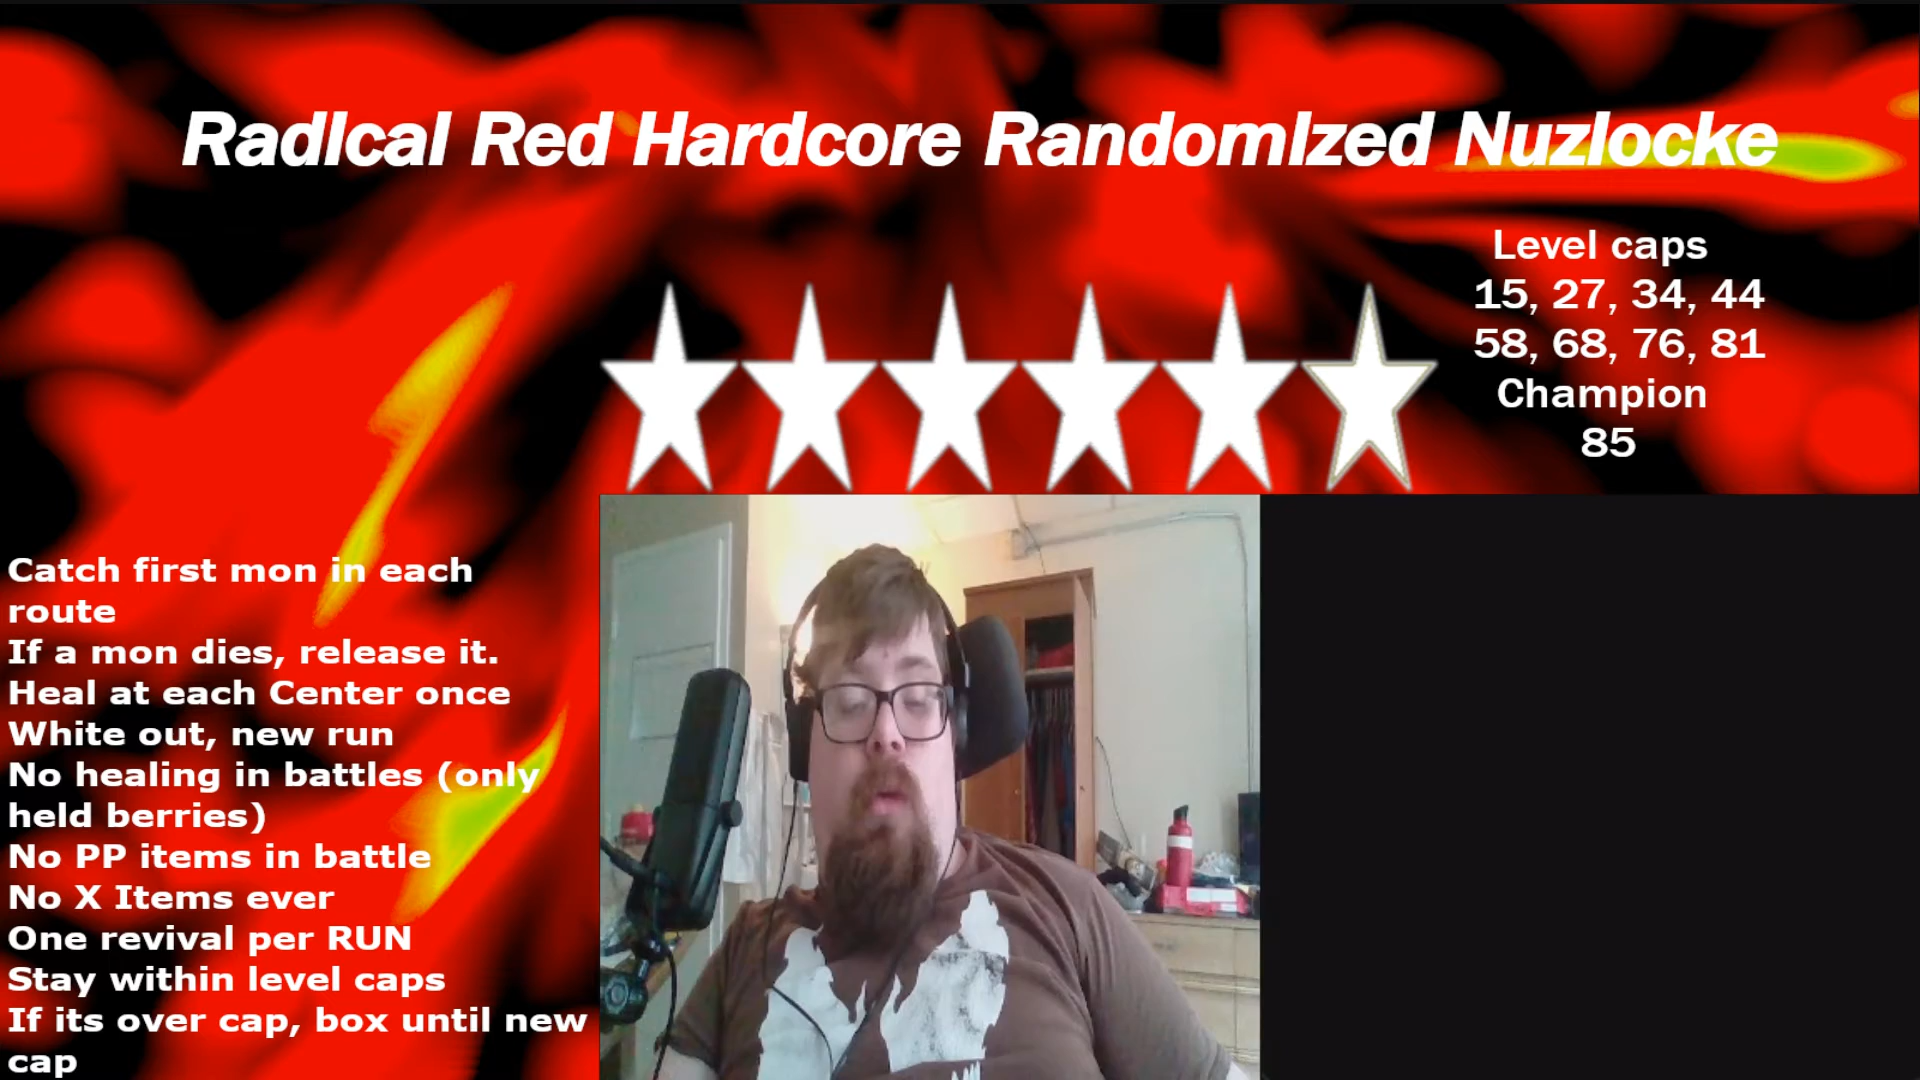 RadIcal Red Hardcore RandomIzed Nuzlocke
Level caps
15, 27, 34, 44
58, 68, 76, 81
Champion
85
Catch first mon in each
route
If a mon dies, release it.
Heal at each Center once
White out, new run
No healing in battles (only
held berries)
No PP items in battle
No X Items ever
One revival per RUN
Stay within level caps
If its over cap, box until new
cap